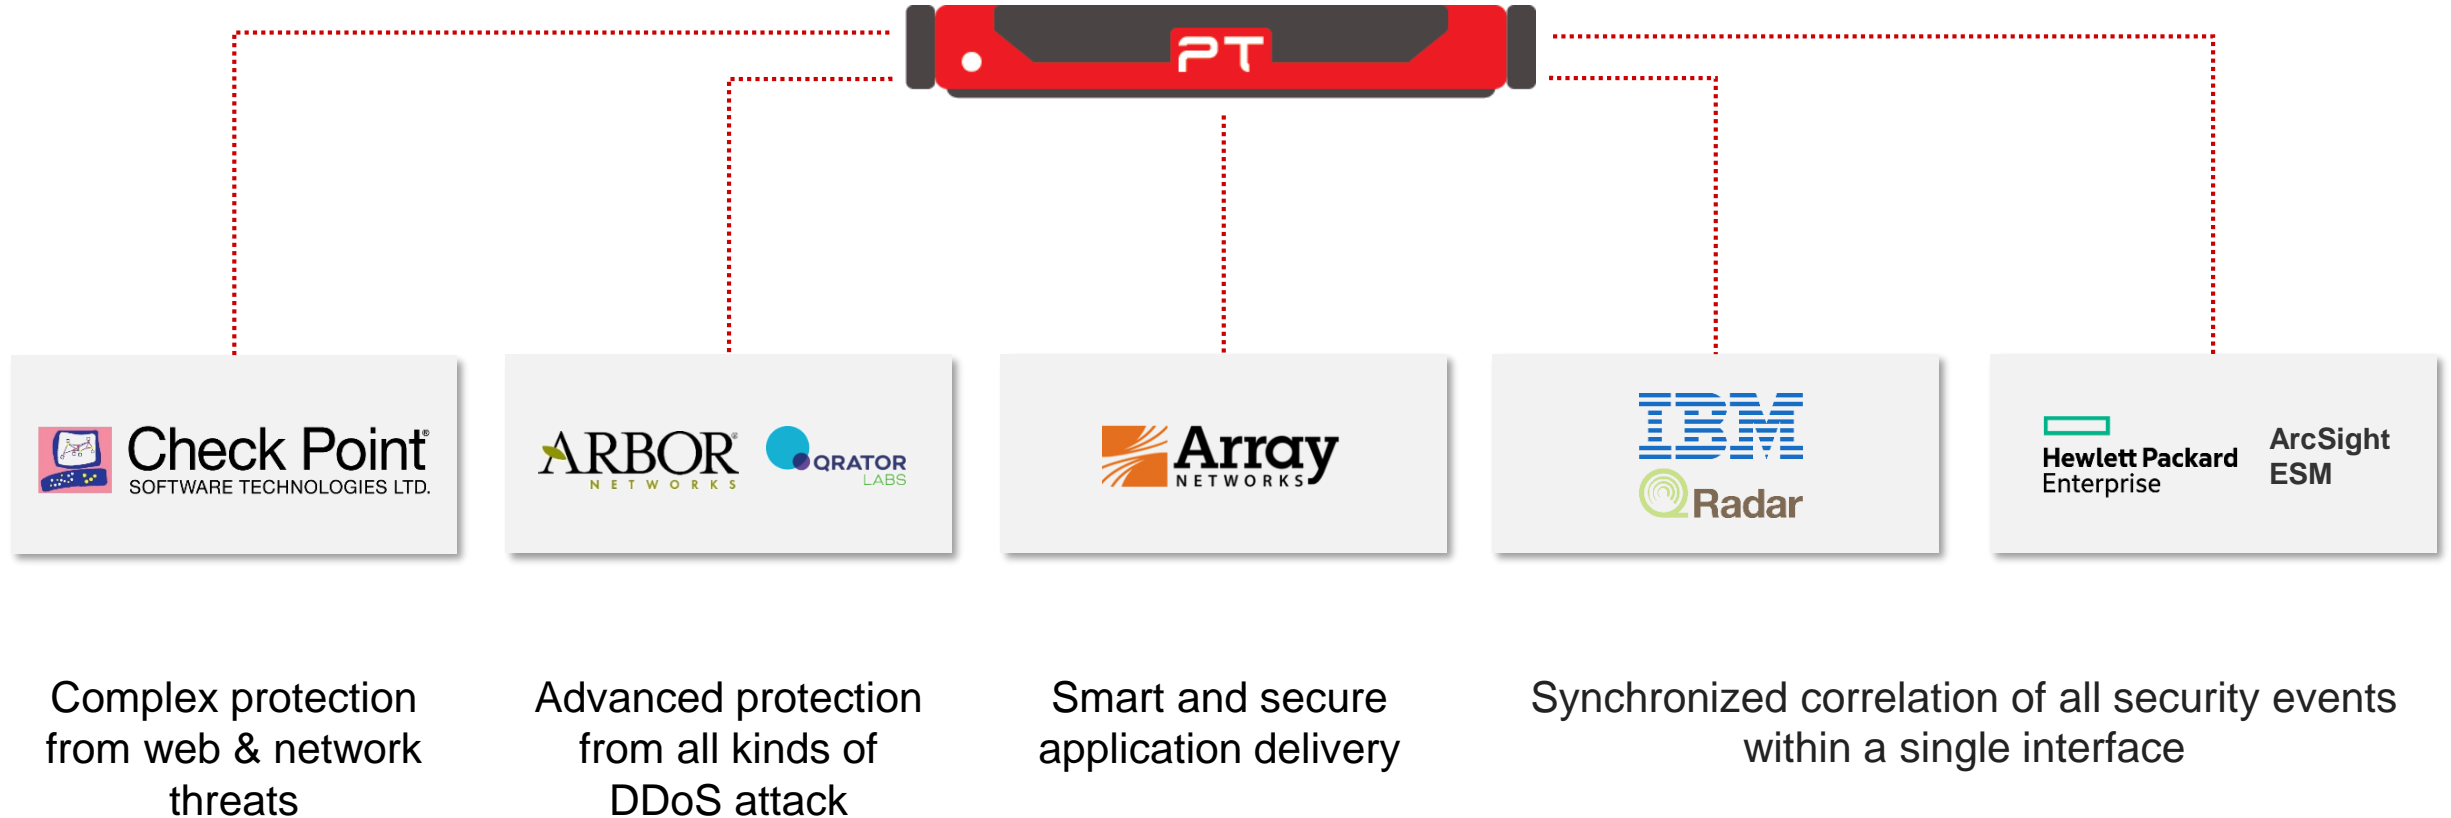 PT
Check Point®
SOFTWARE TECHNOLOGIES LTD.
ARBOR®
NETWORKS
QRATOR
LABS
Array
NETWORKS
IBM
QRadar
Hewlett Packard
Enterprise
ArcSight
ESM
Complex protection
from web & network
threats
Advanced protection
from all kinds of
DDoS attack
Smart and secure
application delivery
Synchronized correlation of all security events
within a single interface